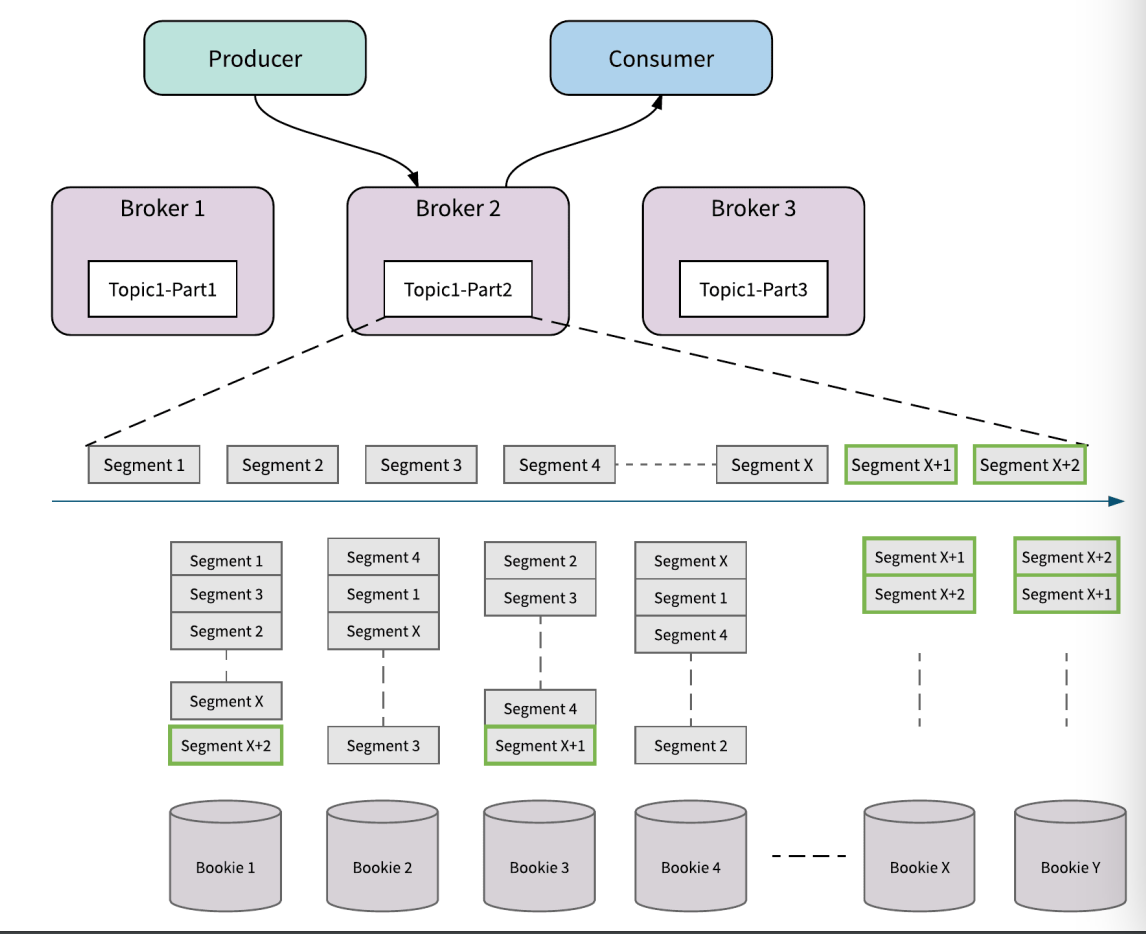 Producer
Consumer
Broker 1
Broker 2
Broker 3
Topic1-Part1
Topic1-Part2
Topic1-Part3
Segment 1
Segment 2
Segment 3
Segment 4
Segment X
Segment X+1
Segment X+2
Segment 1
Segment 3
Segment 2
Segment X
Segment X+2
Segment 4
Segment 1
Segment X
Segment 3
Segment 2
Segment 3
Segment 4
Segment X+1
Segment X
Segment 1
Segment 4
Segment 2
Segment X+1
Segment X+2
Segment X+2
Segment X+1
Bookie 1
Bookie 2
Bookie 3
Bookie 4
Bookie X
Bookie Y